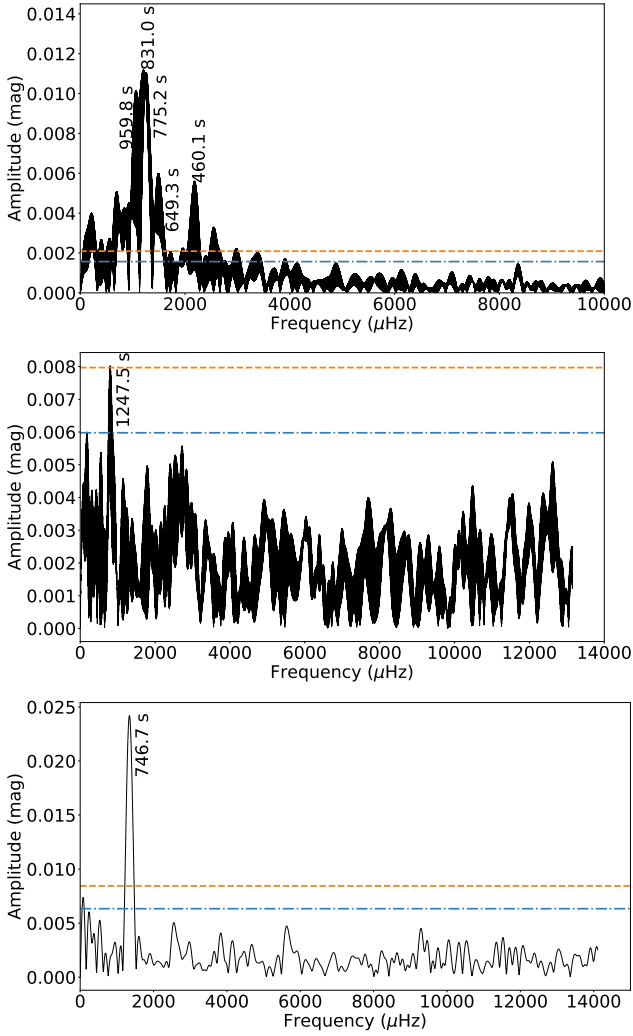 0.014
0.012
0.010
0.008
0.006
0.004
0.002
0.000
Amplitude (mag)
959.8 s
831.0 s
775.2 s
649.3 s
460.1 s
0 2000 4000 6000 8000 10000
Frequency (μHz)
0.008
0.007
0.006
0.005
0.004
0.003
0.002
0.001
0.000
Amplitude (mag)
1247.5 s
0 2000 4000 6000 8000 10000 12000 14000
Frequency (μHz)
0.025
0.020
0.015
0.010
0.005
0.000
Amplitude (mag)
746.7 s
0 2000 4000 6000 8000 10000 12000 14000
Frequency (μHz)